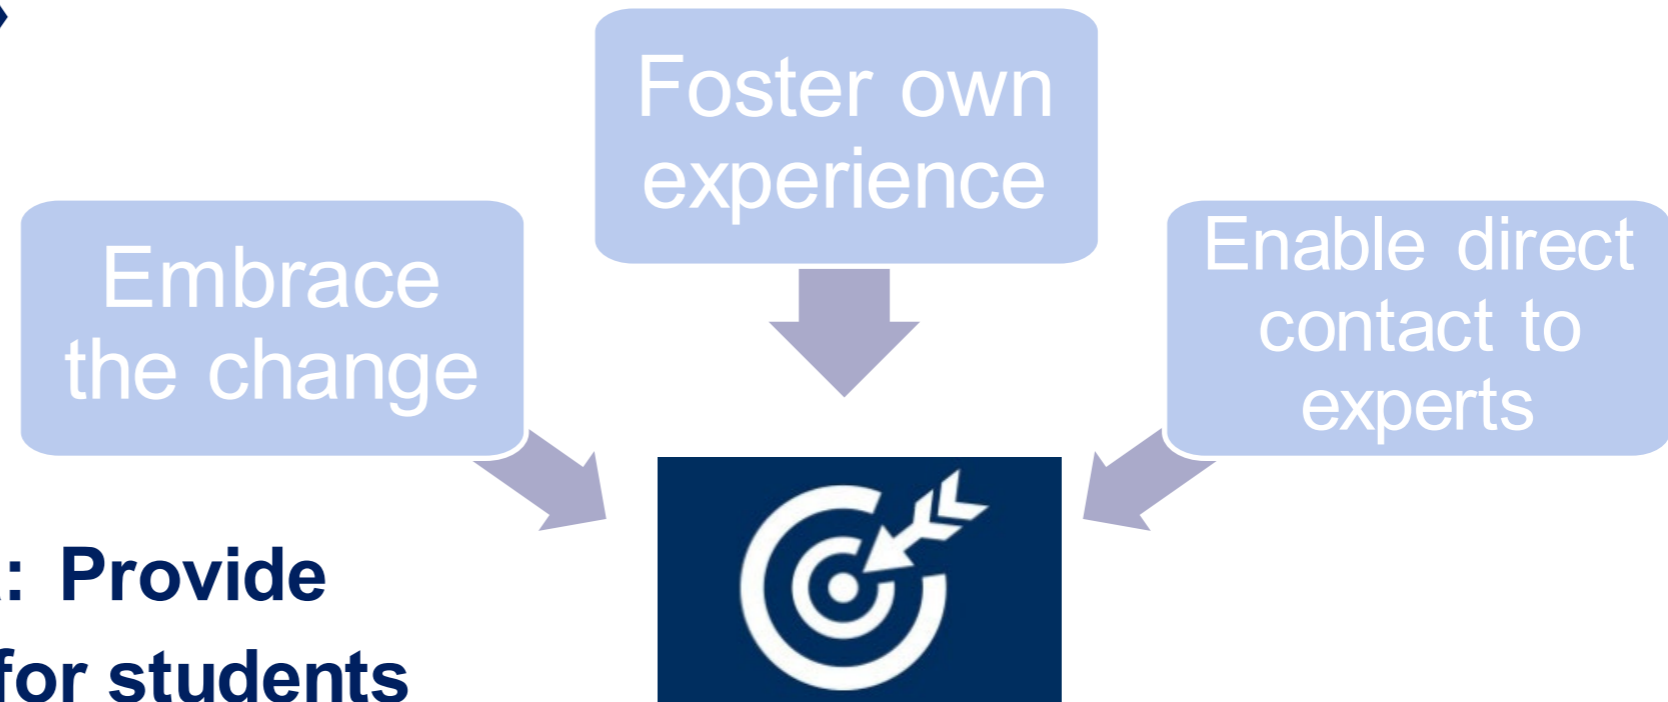 Foster own
experience
Embrace
the change
Enable direct
contact to
experts
: Provide
for students